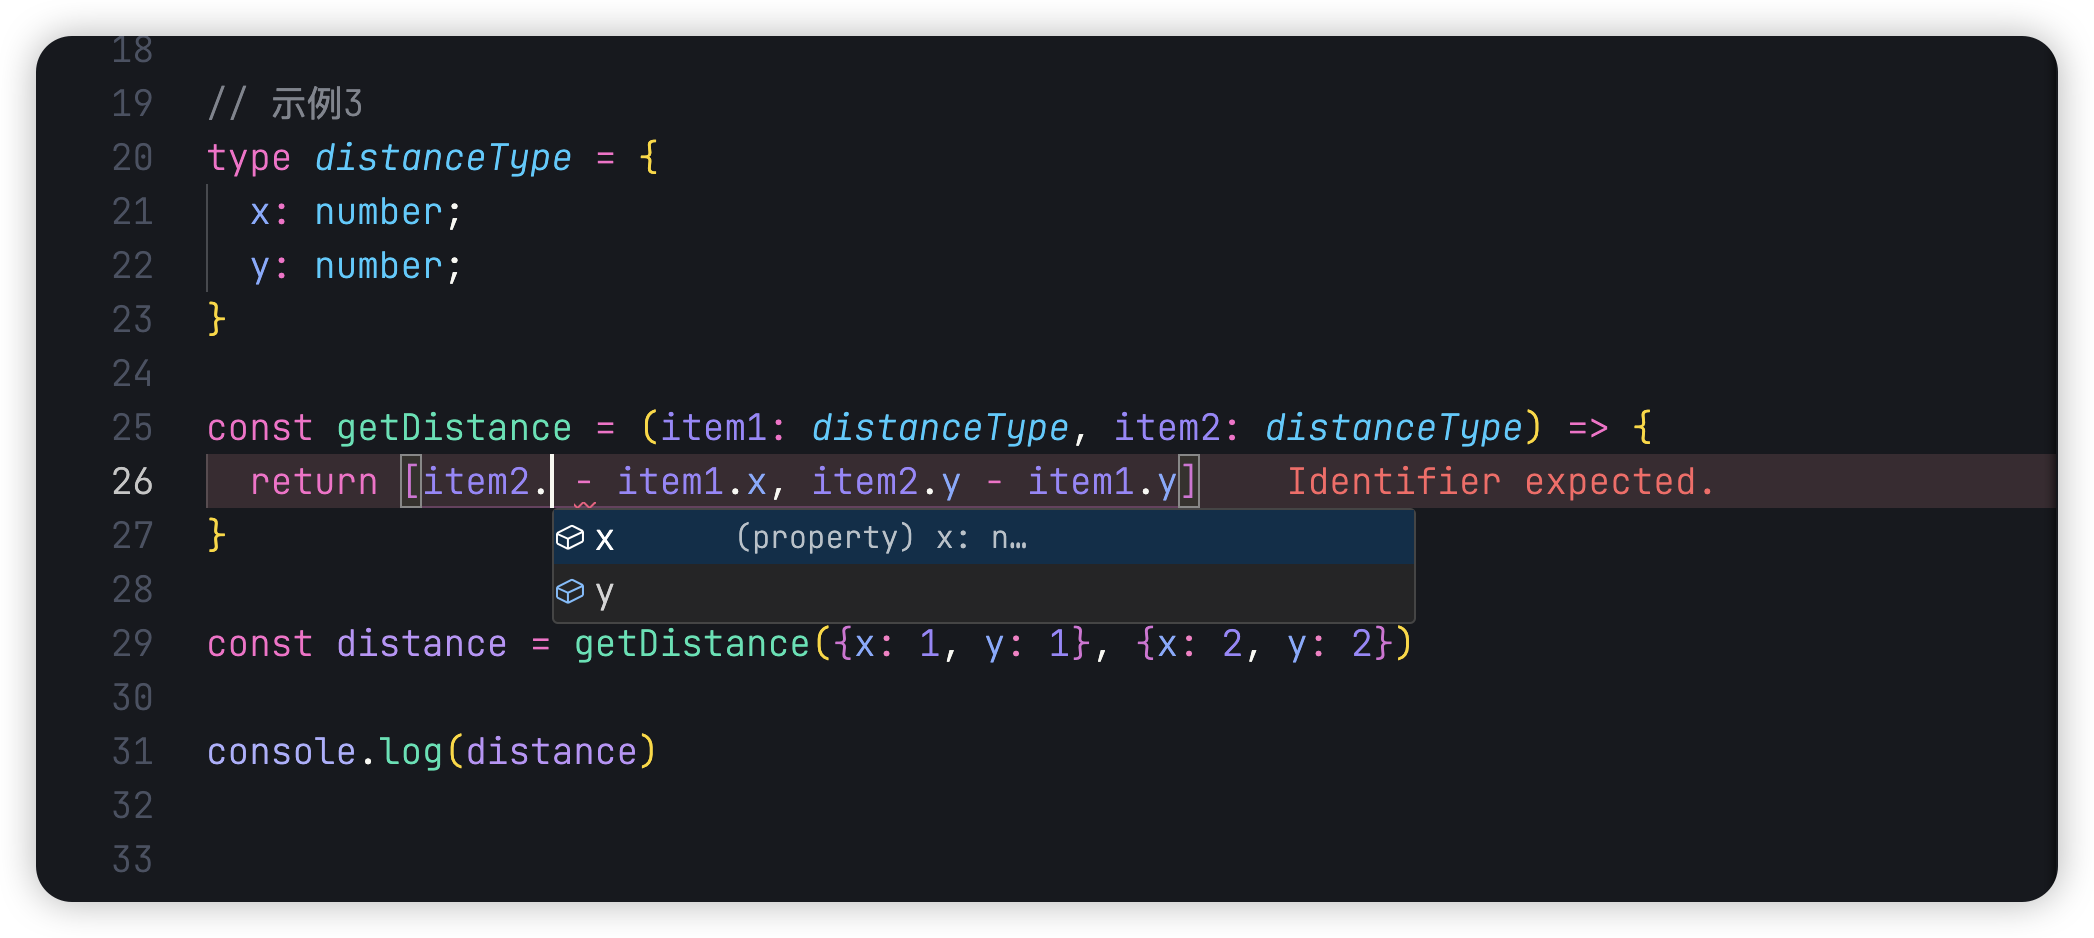 18
19 // 示例3
20 type distanceType = {
21 x: number;
22 y: number;
23 }
24
25 const getDistance = (item1: distanceType, item2: distanceType) => {
26 return [item2. - item1.x, item2.y - item1.y] Identifier expected.
27 }
x (property) x: n…
28
y
29 const distance = getDistance({x: 1, y: 1}, {x: 2, y: 2})
30
31 console.log(distance)
32
33